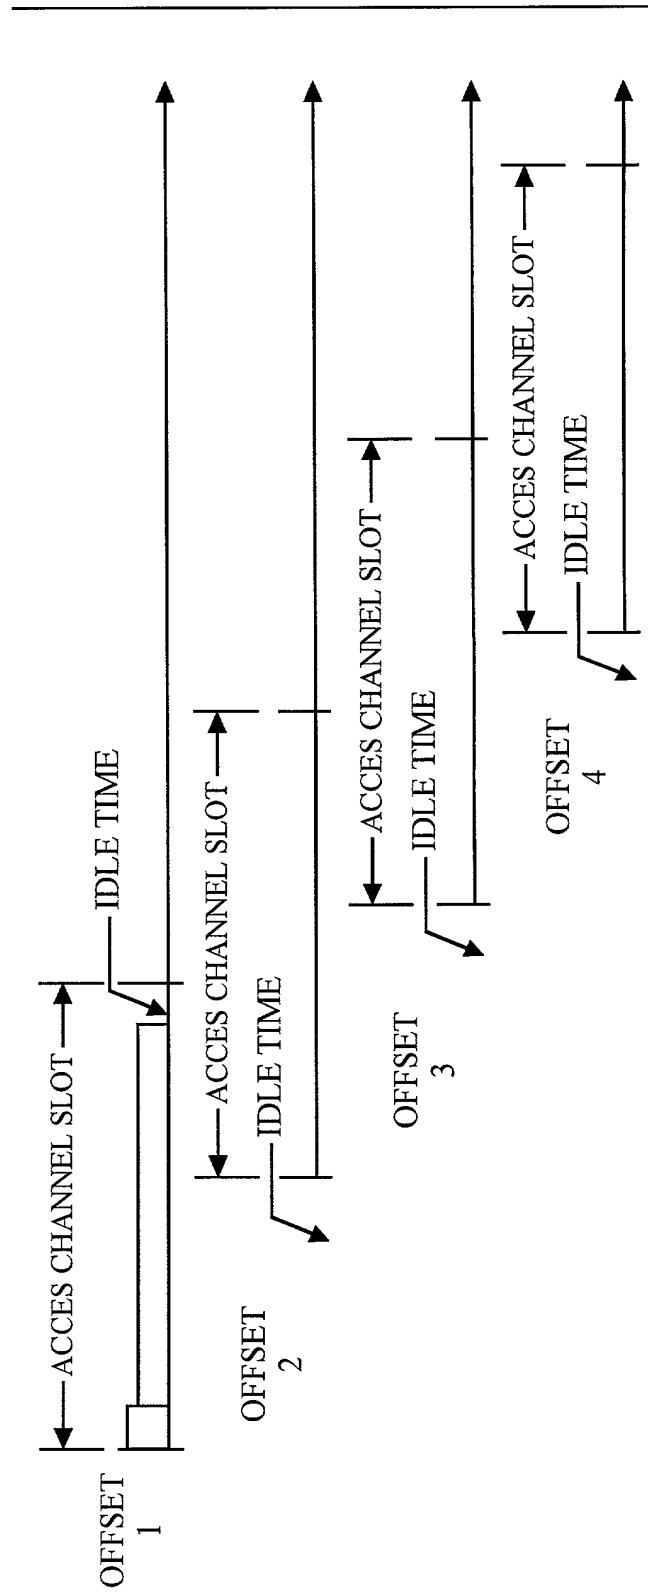 ACCES CHANNEL SLOT
OFFSET
1
IDLE TIME
ACCES CHANNEL SLOT
OFFSET
2
IDLE TIME
ACCES CHANNEL SLOT
OFFSET
3
IDLE TIME
ACCES CHANNEL SLOT
OFFSET
4
IDLE TIME